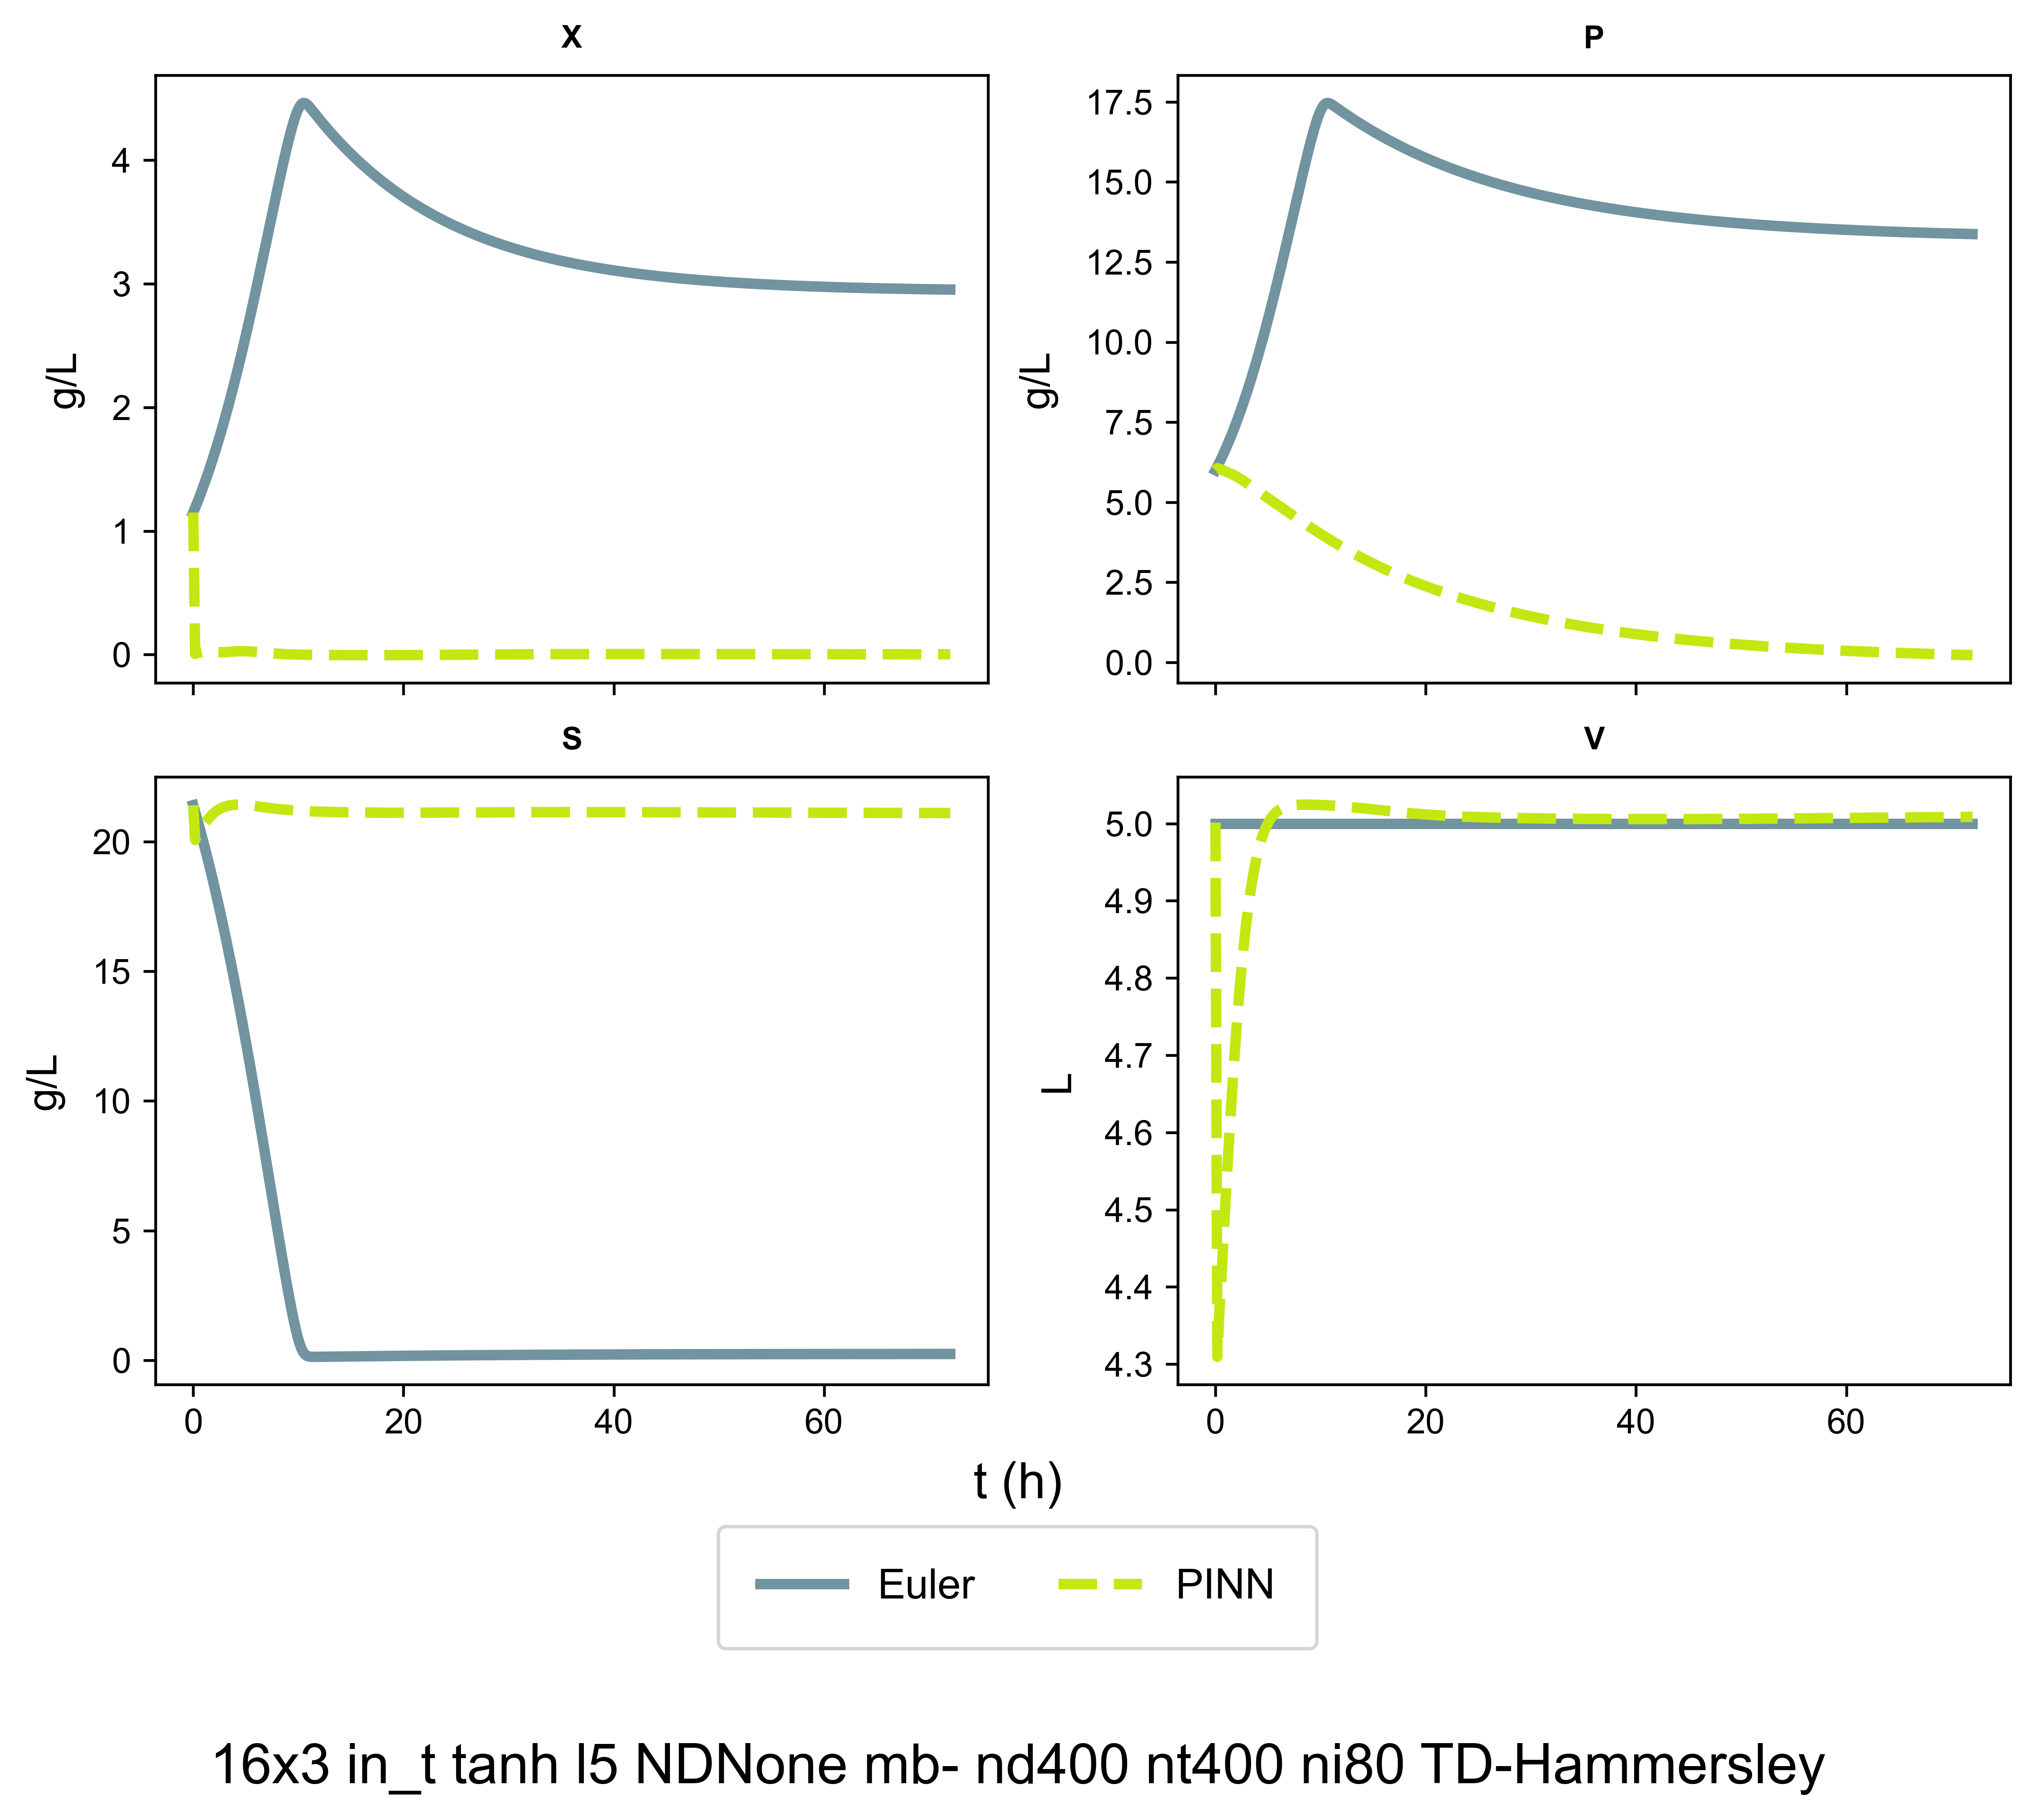 X
4
3
2
1
0
g/L
P
17.5
15.0
12.5
10.0
7.5
5.0
2.5
0.0
g/L
S
20
15
10
5
0
g/L
0 20 40 60
V
5.0
4.9
4.8
4.7
4.6
4.5
4.4
4.3
L
0 20 40 60
t (h)
Euler PINN
16x3 in_t tanh l5 NDNone mb- nd400 nt400 ni80 TD-Hammersley